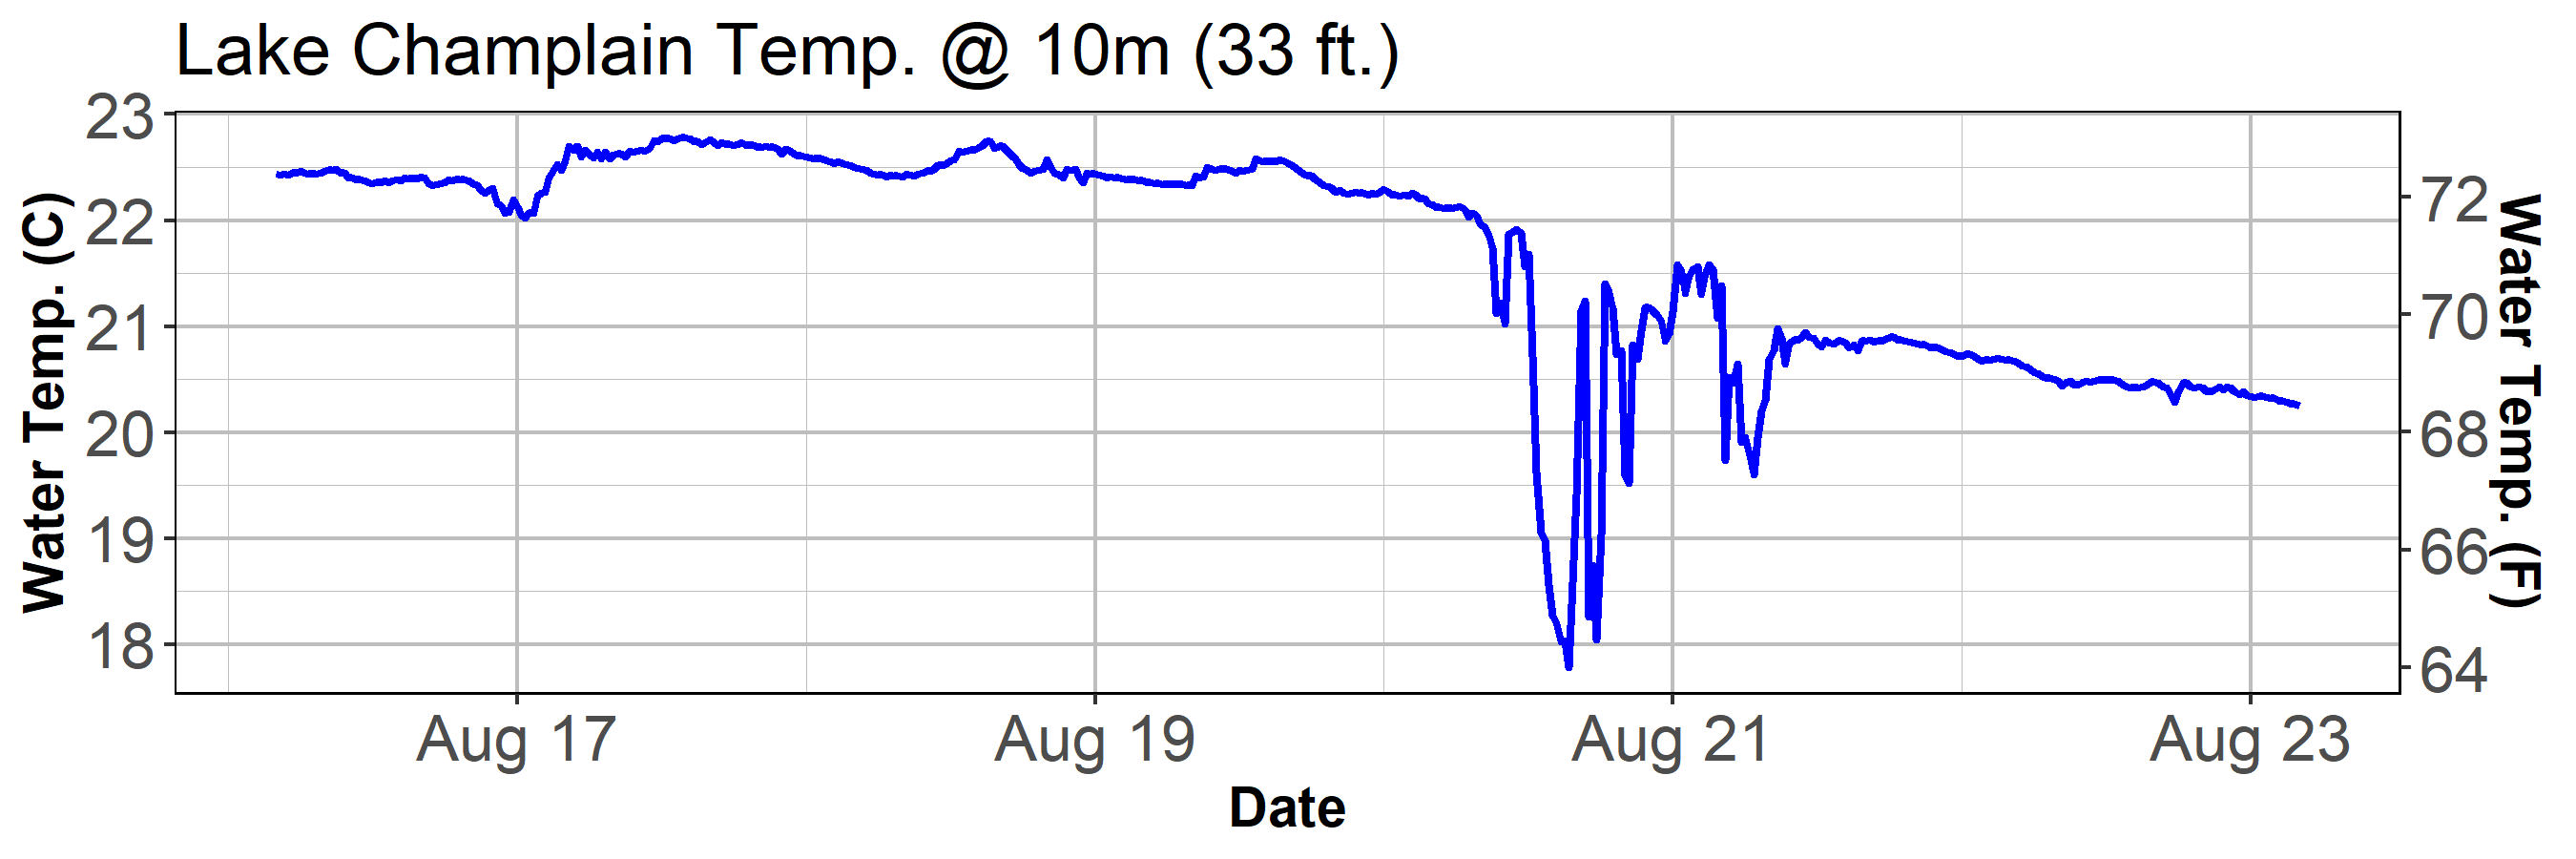 Lake Champlain Temp. @ 10m (33 ft.)
Water Temp. (C)
23
22
21
20
19
18
72
70
68
66
64
Water Temp. (F)
Aug 17
Aug 19
Aug 21
Aug 23
Date